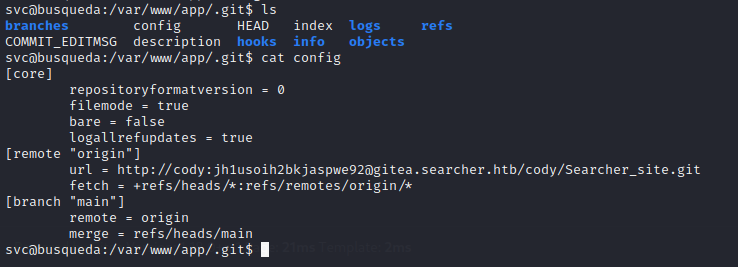 svc@busqueda:/var/www/app/.git$ ls
branches config HEAD index logs refs
COMMIT_EDITMSG description hooks info objects
svc@busqueda:/var/www/app/.git$ cat config
[core]
repositoryformatversion = 0
filemode = true
bare = false
logallrefupdates = true
[remote "origin"]
url = http://cody:jh1usoih2bkjaspwe92@gitea.searcher.htb/cody/Searcher_site.git
fetch = +refs/heads/*:refs/remotes/origin/*
[branch "main"]
remote = origin
merge = refs/heads/main
svc@busqueda:/var/www/app/.git$